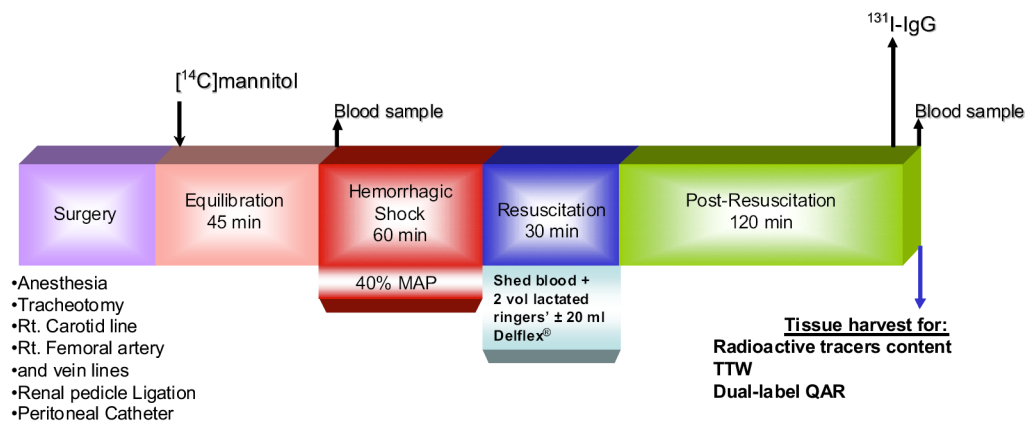 ¹³¹I-IgG
[¹⁴C]mannitol
Blood sample
Blood sample
Surgery
Equilibration
45 min
Hemorrhagic
Shock
60 min
Resuscitation
30 min
Post-Resuscitation
120 min
40% MAP
Shed blood +
2 vol lactated
ringers’ ± 20 ml
Delflex®
•Anesthesia
•Tracheotomy
•Rt. Carotid line
•Rt. Femoral artery
•and vein lines
•Renal pedicle Ligation
•Peritoneal Catheter
Tissue harvest for:
Radioactive tracers content
TTW
Dual-label QAR